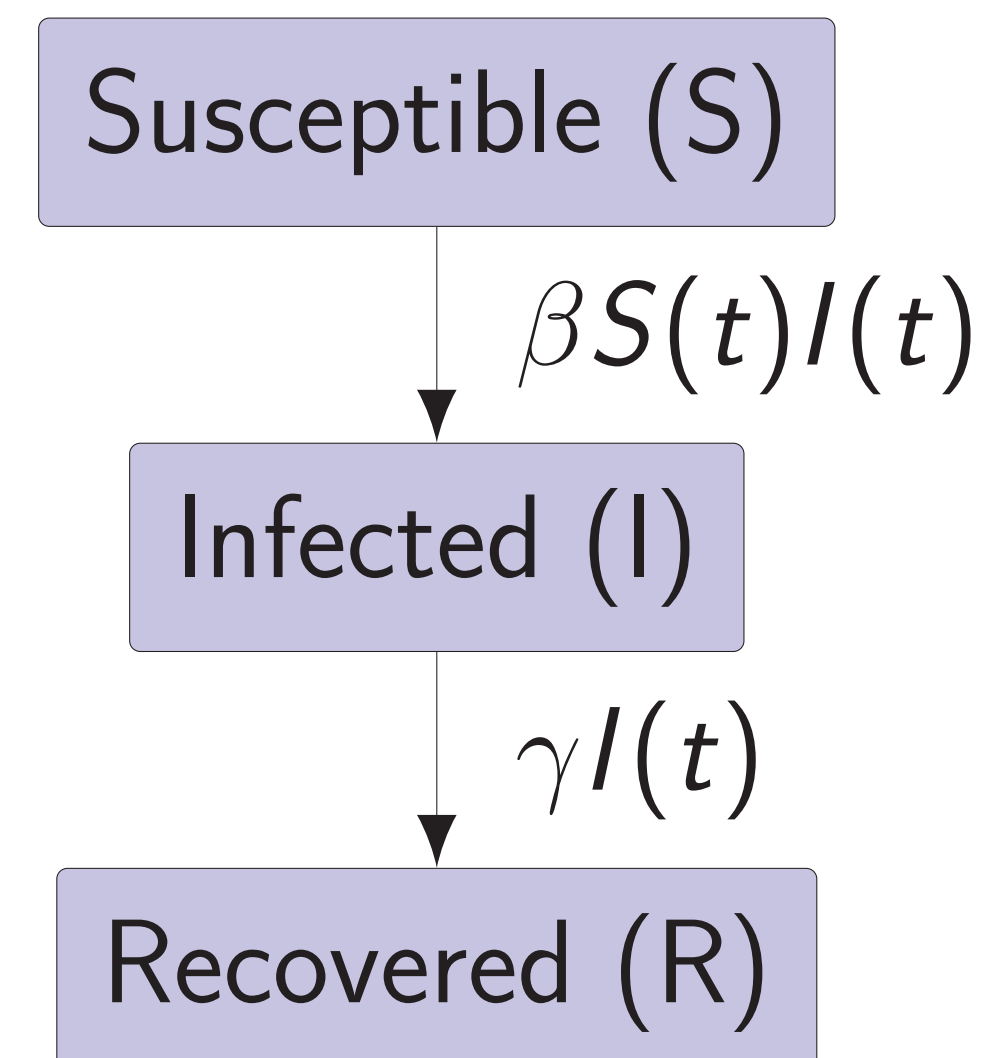 Susceptible (S)
βS(t)I(t)
Infected (I)
γI(t)
Recovered (R)